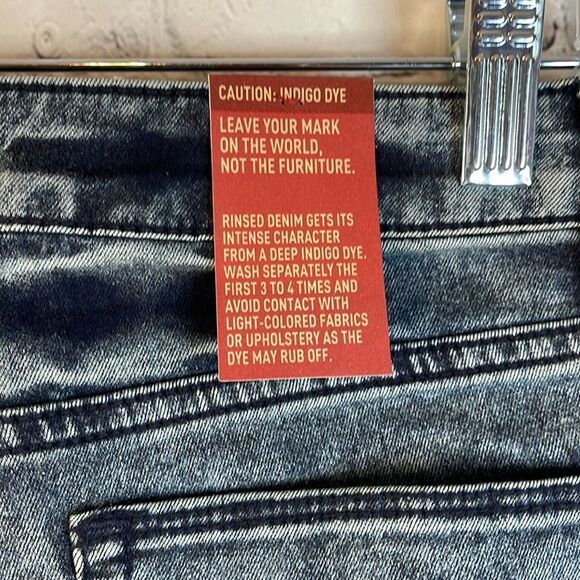 CAUTION: INDIGO DYE
LEAVE YOUR MARK
ON THE WORLD,
NOT THE FURNITURE.
RINSED DENIM GETS ITS
INTENSE CHARACTER
FROM A DEEP INDIGO DYE.
WASH SEPARATELY THE
FIRST 3 TO 4 TIMES AND
AVOID CONTACT WITH
LIGHT-COLORED FABRICS
OR UPHOLSTERY AS THE
DYE MAY RUB OFF.